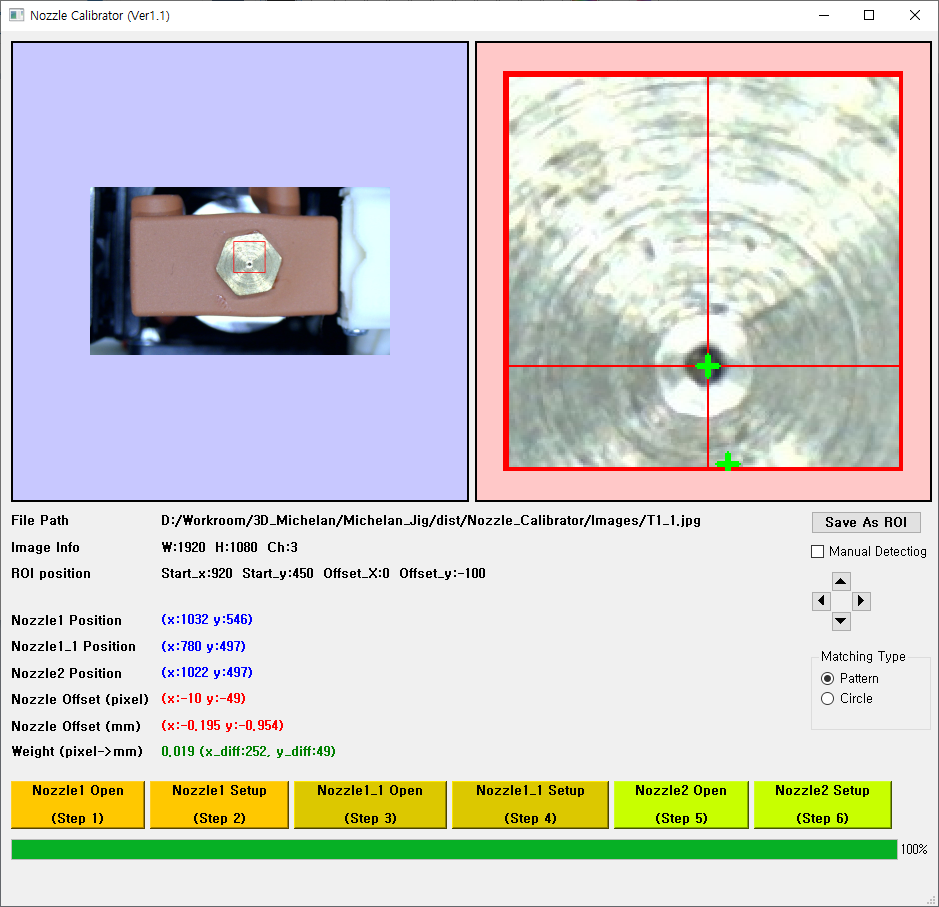 Nozzle Calibrator (Ver1.1)
File Path D:/Workroom/3D_Michelan/Michelan_Jig/dist/Nozzle_Calibrator/Images/T1_1.jpg
Save As ROI
Image Info W:1920 H:1080 Ch:3
Manual Detectiog
ROI position Start_x:920 Start_y:450 Offset_X:0 Offset_y:-100
Nozzle1 Position (x:1032 y:546)
Nozzle1_1 Position (x:780 y:497)
Nozzle2 Position (x:1022 y:497)
Nozzle Offset (pixel) (x:-10 y:-49)
Nozzle Offset (mm) (x:-0,195 y:-0,954)
Weight (pixel->mm) 0,019 (x_diff:252, y_diff:49)
Matching Type
Pattern
Circle
Nozzle1 Open
(Step 1)
Nozzle1 Setup
(Step 2)
Nozzle1_1 Open
(Step 3)
Nozzle1_1 Setup
(Step 4)
Nozzle2 Open
(Step 5)
Nozzle2 Setup
(Step 6)
100%